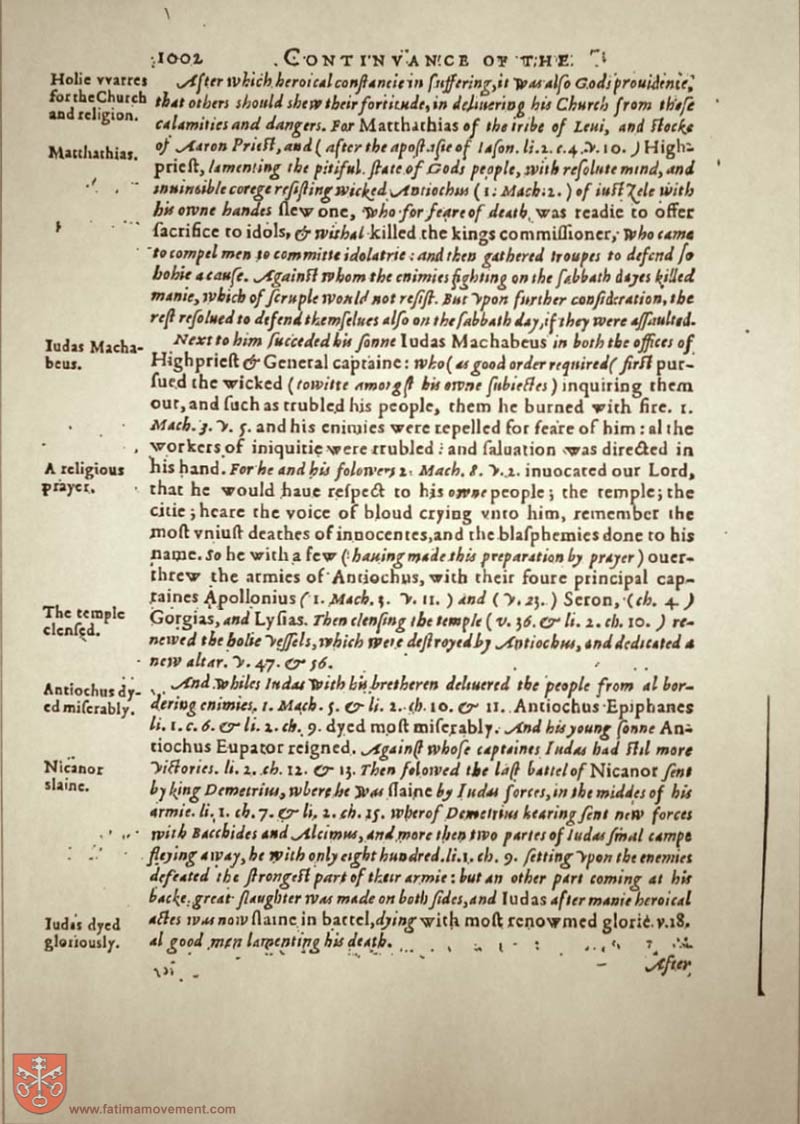 1002 CONTINVANCE OF THE
Holie vvarres
for the Church
and religion.
After which heroical constancie in suffering, it was also Gods prouidence,
that others should shew their fortitude, in deliuering his Church from these
calamities and dangers. For Matthathias of the tribe of Leui, and stocke
Matthathias.
of Aaron Priest, and (after the apostasie of Iason. li. 2. c. 4. v. 10.) High-
priest, lamenting the pitiful state of Gods people, with resolute mind, and
inuinsible corege resisting wicked Antiochus (1. Mach. 2.) of iust zele with
his owne handes slew one, who for feare of death was readie to offer
sacrifice to idols, & withal killed the kings commissioner, who came
to compel men to committe idolatrie: and then gathered troupes to defend so
holie a cause. Against whom the enimies fighting on the sabbath dayes killed
manie, which of scruple would not resist. But vpon further consideration, the
rest resolued to defend themselues also on the sabbath day, if they were assaulted.
Iudas Macha-
beus.
Next to him succeded his sonne Iudas Machabeus in both the offices of
Highpriest & General captaine: who (as good order required( first pur-
sued the wicked (towitte amongst his owne subiectes) inquiring them
out, and such as trubled his people, them he burned with fire. 1.
Mach. 3. v. 5. and his enimies were repelled for feare of him: al the
workers of iniquitie were trubled: and saluation was directed in
A religious
prayer.
his hand. For he and his folowers 2. Mach. 8. v. 2. inuocated our Lord,
that he would haue respect to his owne people; the temple; the
citie; heare the voice of bloud crying vnto him, remember the
most vniust deathes of innocentes, and the blasphemies done to his
name. So he with a few (hauing made this preparation by prayer) ouer-
threw the armies of Antiochus, with their foure principal cap-
taines Apollonius (1. Mach. 3. v. 11.) and (v. 23.) Seron, (ch. 4)
The temple
clensed.
Gorgias, and Lysias. Then clensing the temple (v. 36. & li. 2. ch. 10.) re-
newed the holie vessels, which were destroyed by Antiochus, and dedicated a
new altar. v. 47. & 56.
Antiochus dy-
ed miserably.
And whiles Iudas with his bretheren deliuered the people from al bor-
dering enimies. 1. Mach. 5. & li. 2. ch. 10. & 11. Antiochus Epiphanes
li. 1. c. 6. & li. 2. ch. 9. dyed most miserably. And his young sonne An-
tiochus Eupator reigned. Against whose captaines Iudas had stil more
Nicanor
slaine.
victories. li. 2. ch. 12. & 13. Then folowed the last battel of Nicanor sent
by king Demetrius, where he was slaine by Iudas forces, in the middes of his
armie. li. 1. ch. 7. & li. 2. ch. 15. wherof Demetrius hearing sent new forces
with Bacchides and Alcimus, and more then two partes of Iudas smal campe
fleying away, he with only eight hundred. li. 1. ch. 9. setting vpon the enemies
defeated the strongest part of their armie: but an other part coming at his
backe, great slaughter was made on both sides, and Iudas after manie heroical
Iudas dyed
gloriously.
actes was now slaine in battel, dying with most renowmed glorie. v. 18.
al good men lamenting his death.
After
www.fatimamovement.com